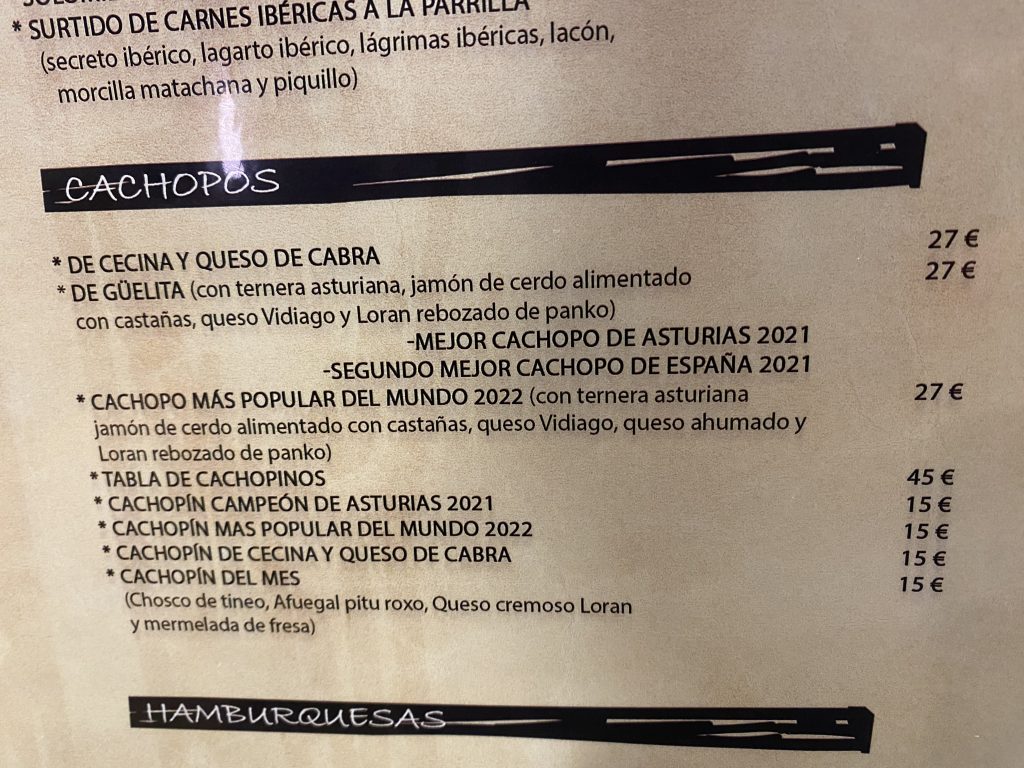 * SURTIDO DE CARNES IBÉRICAS A LA PARRILLA
(secreto ibérico, lagarto ibérico, lágrimas ibéricas, lacón,
morcilla matachana y piquillo)
CACHOPOS
* DE CECINA Y QUESO DE CABRA 27 €
* DE GÜELITA (con ternera asturiana, jamón de cerdo alimentado 27 €
con castañas, queso Vidiago y Loran rebozado de panko)
-MEJOR CACHOPO DE ASTURIAS 2021
-SEGUNDO MEJOR CACHOPO DE ESPAÑA 2021
* CACHOPO MÁS POPULAR DEL MUNDO 2022 (con ternera asturiana 27 €
jamón de cerdo alimentado con castañas, queso Vidiago, queso ahumado y
Loran rebozado de panko)
* TABLA DE CACHOPINOS 45 €
* CACHOPÍN CAMPEÓN DE ASTURIAS 2021 15 €
* CACHOPÍN MAS POPULAR DEL MUNDO 2022 15 €
* CACHOPÍN DE CECINA Y QUESO DE CABRA 15 €
* CACHOPÍN DEL MES 15 €
(Chosco de tineo, Afuegal pitu roxo, Queso cremoso Loran
y mermelada de fresa)
HAMBURQUESAS